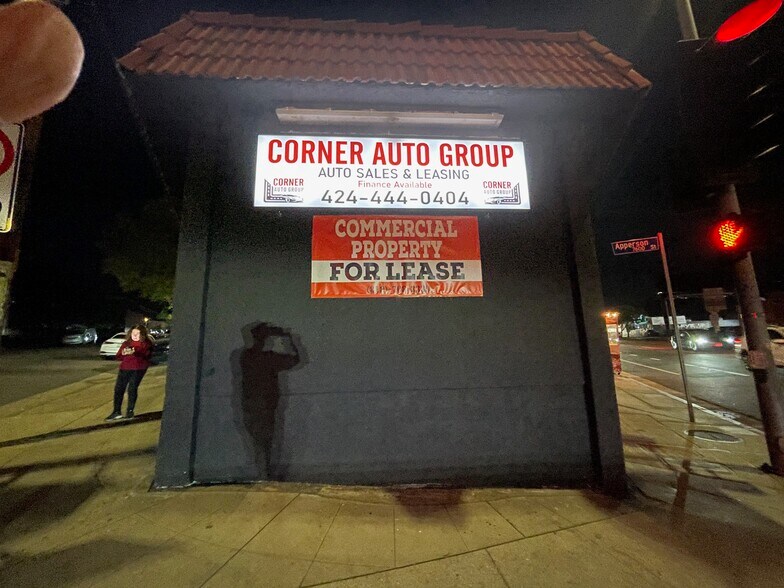 CORNER AUTO GROUP
AUTO SALES & LEASING
Finance Available
424-444-0404
CORNER
AUTO GROUP
CORNER
AUTO GROUP
COMMERCIAL
PROPERTY
FOR LEASE
Apperson St